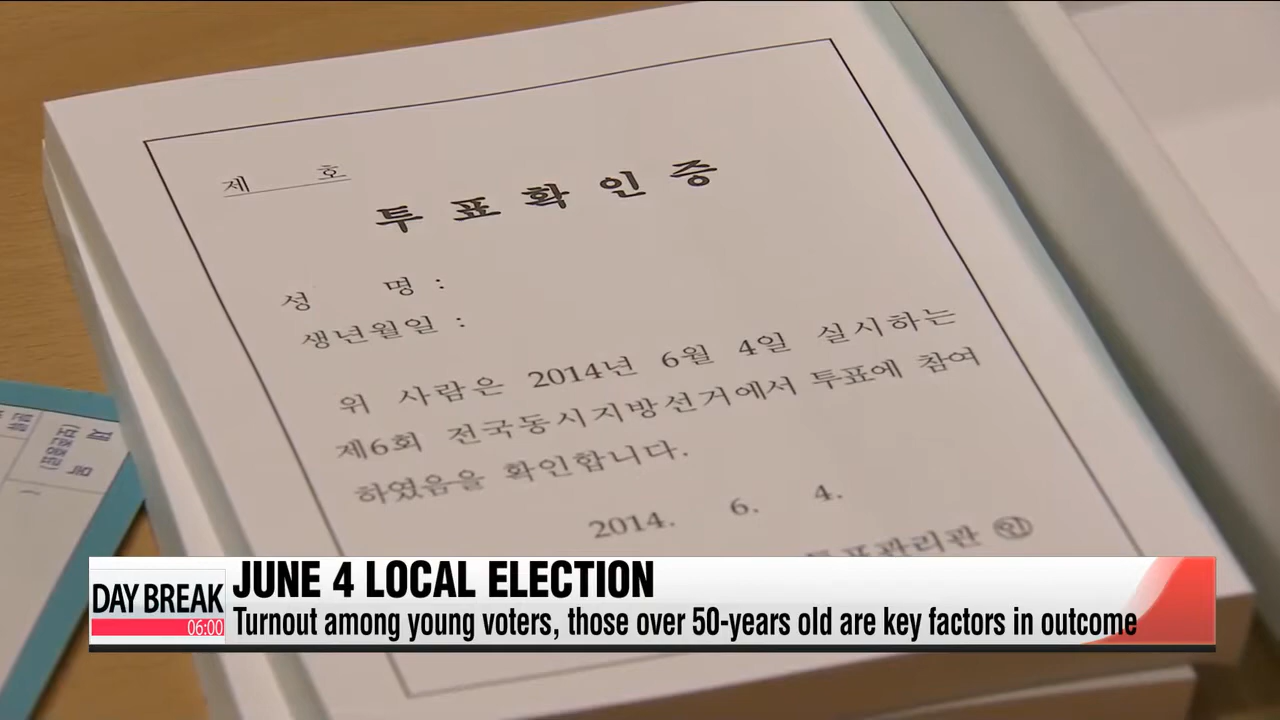 제 호
투표확인증
성 명 :
생년월일 :
위 사람은 2014년 6월 4일 실시하는
제6회 전국동시지방선거에서 투표에 참여
하였음을 확인합니다.
2014. 6. 4.
투표관리관 ㊞
DAY BREAK
06:00
JUNE 4 LOCAL ELECTION
Turnout among young voters, those over 50-years old are key factors in outcome